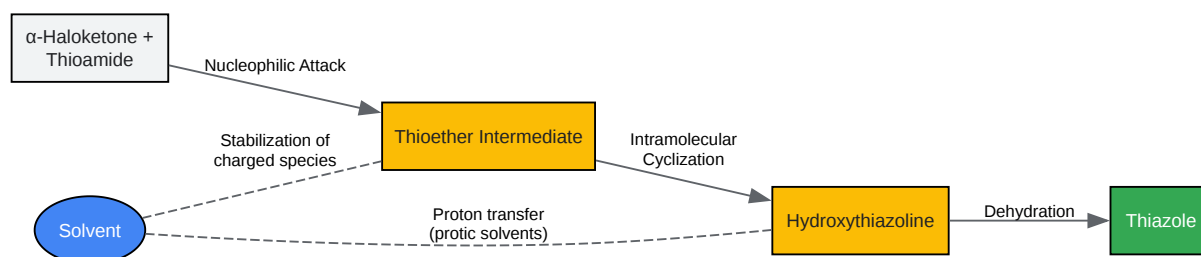 α-Haloketone +
Thioamide
Nucleophilic Attack
Thioether Intermediate
Stabilization of
charged species
Intramolecular
Cyclization
Solvent
Proton transfer
(protic solvents)
Hydroxythiazoline
Dehydration
Thiazole